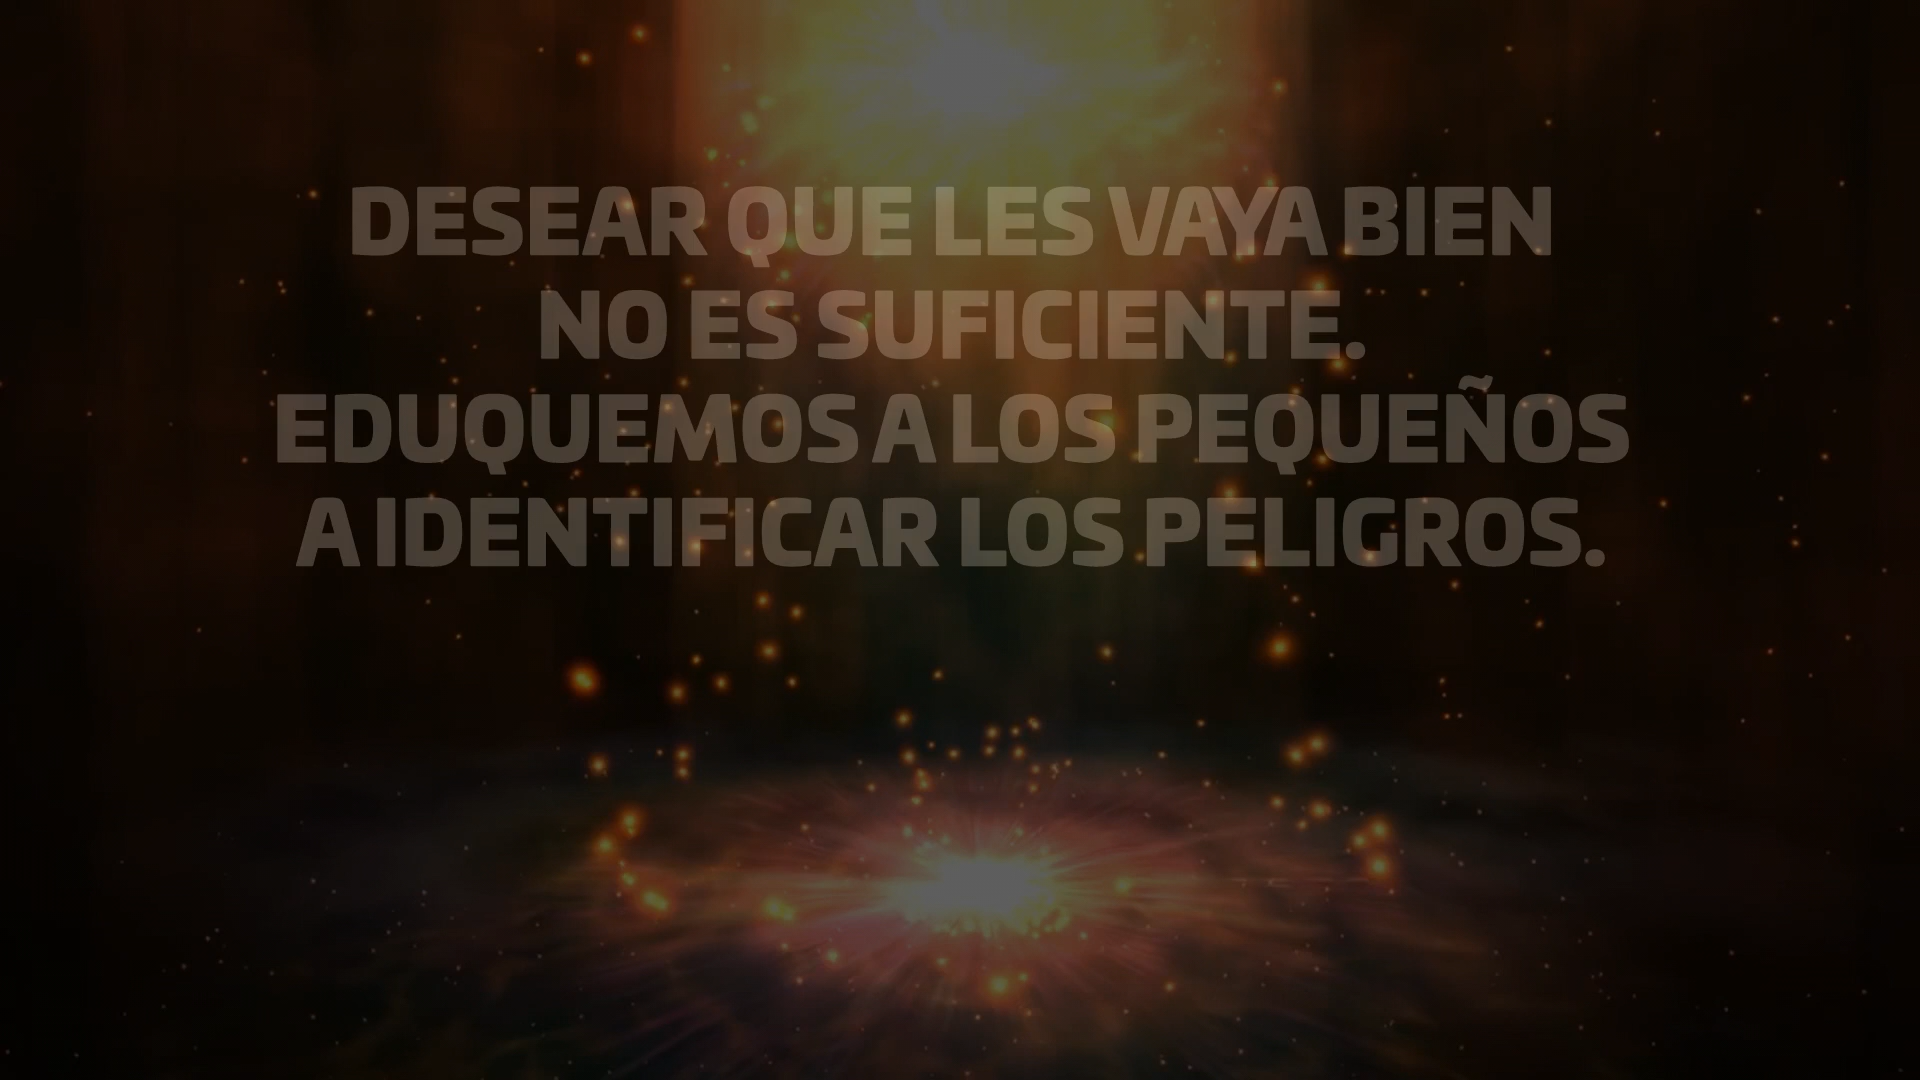 DESEAR QUE LES VAYA BIEN
NO ES SUFICIENTE.
EDUQUEMOS A LOS PEQUEÑOS
A IDENTIFICAR LOS PELIGROS.